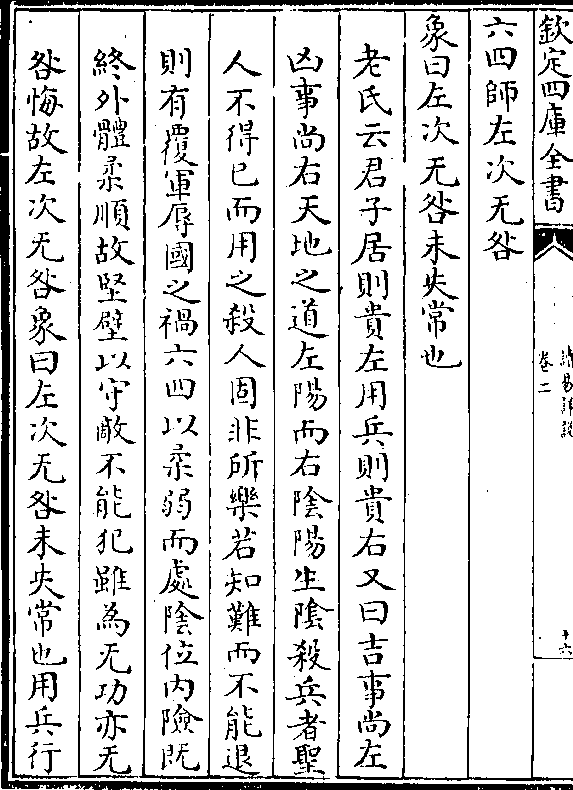 欽定四庫全書
讀易詳說
卷二
十六
六四師左次无咎
象曰左次无咎未失常也
老氏云君子居則貴左用兵則貴右又曰吉事尚左
凶事尚右天地之道左陽而右陰陽生陰殺兵者聖
人不得已而用之殺人固非所樂若知難而不能退
則有覆軍辱國之禍六四以柔弱而處陰位内險既
終外體柔順故堅壁以守敵不能犯雖為无功亦无
咎悔故左次无咎象曰左次无咎未失常也用兵行